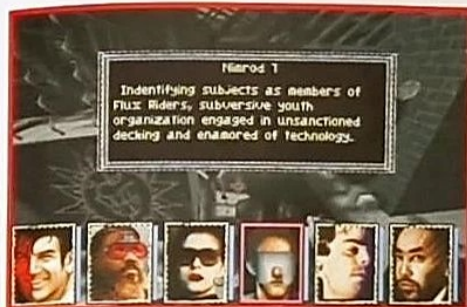 Nimrod 7
Indentifying subjects as members of
Flux Riders, subversive youth
organization engaged in unsanctioned
decking and enamored of technology.